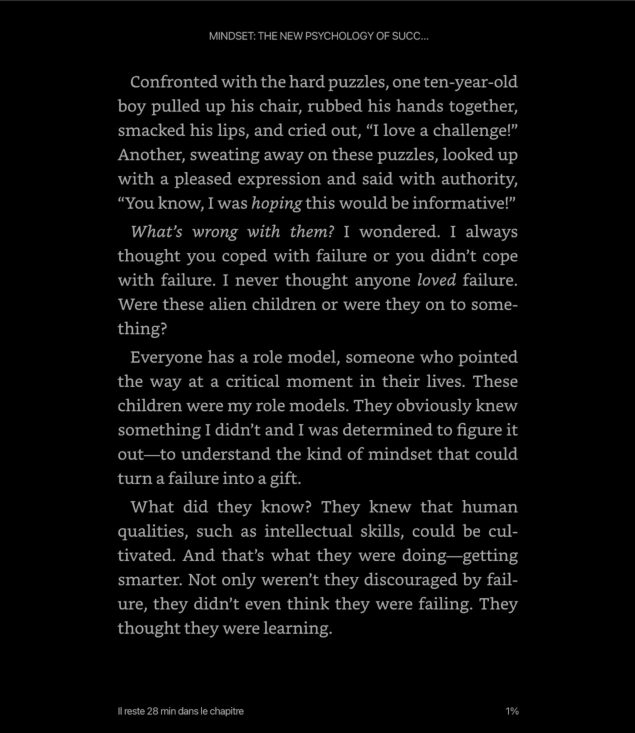 MINDSET: THE NEW PSYCHOLOGY OF SUCC...
Confronted with the hard puzzles, one ten-year-old
boy pulled up his chair, rubbed his hands together,
smacked his lips, and cried out, “I love a challenge!”
Another, sweating away on these puzzles, looked up
with a pleased expression and said with authority,
“You know, I was hoping this would be informative!”
What’s wrong with them? I wondered. I always
thought you coped with failure or you didn’t cope
with failure. I never thought anyone loved failure.
Were these alien children or were they on to some-
thing?
Everyone has a role model, someone who pointed
the way at a critical moment in their lives. These
children were my role models. They obviously knew
something I didn’t and I was determined to figure it
out—to understand the kind of mindset that could
turn a failure into a gift.
What did they know? They knew that human
qualities, such as intellectual skills, could be cul-
tivated. And that’s what they were doing—getting
smarter. Not only weren’t they discouraged by fail-
ure, they didn’t even think they were failing. They
thought they were learning.
Il reste 28 min dans le chapitre
1%